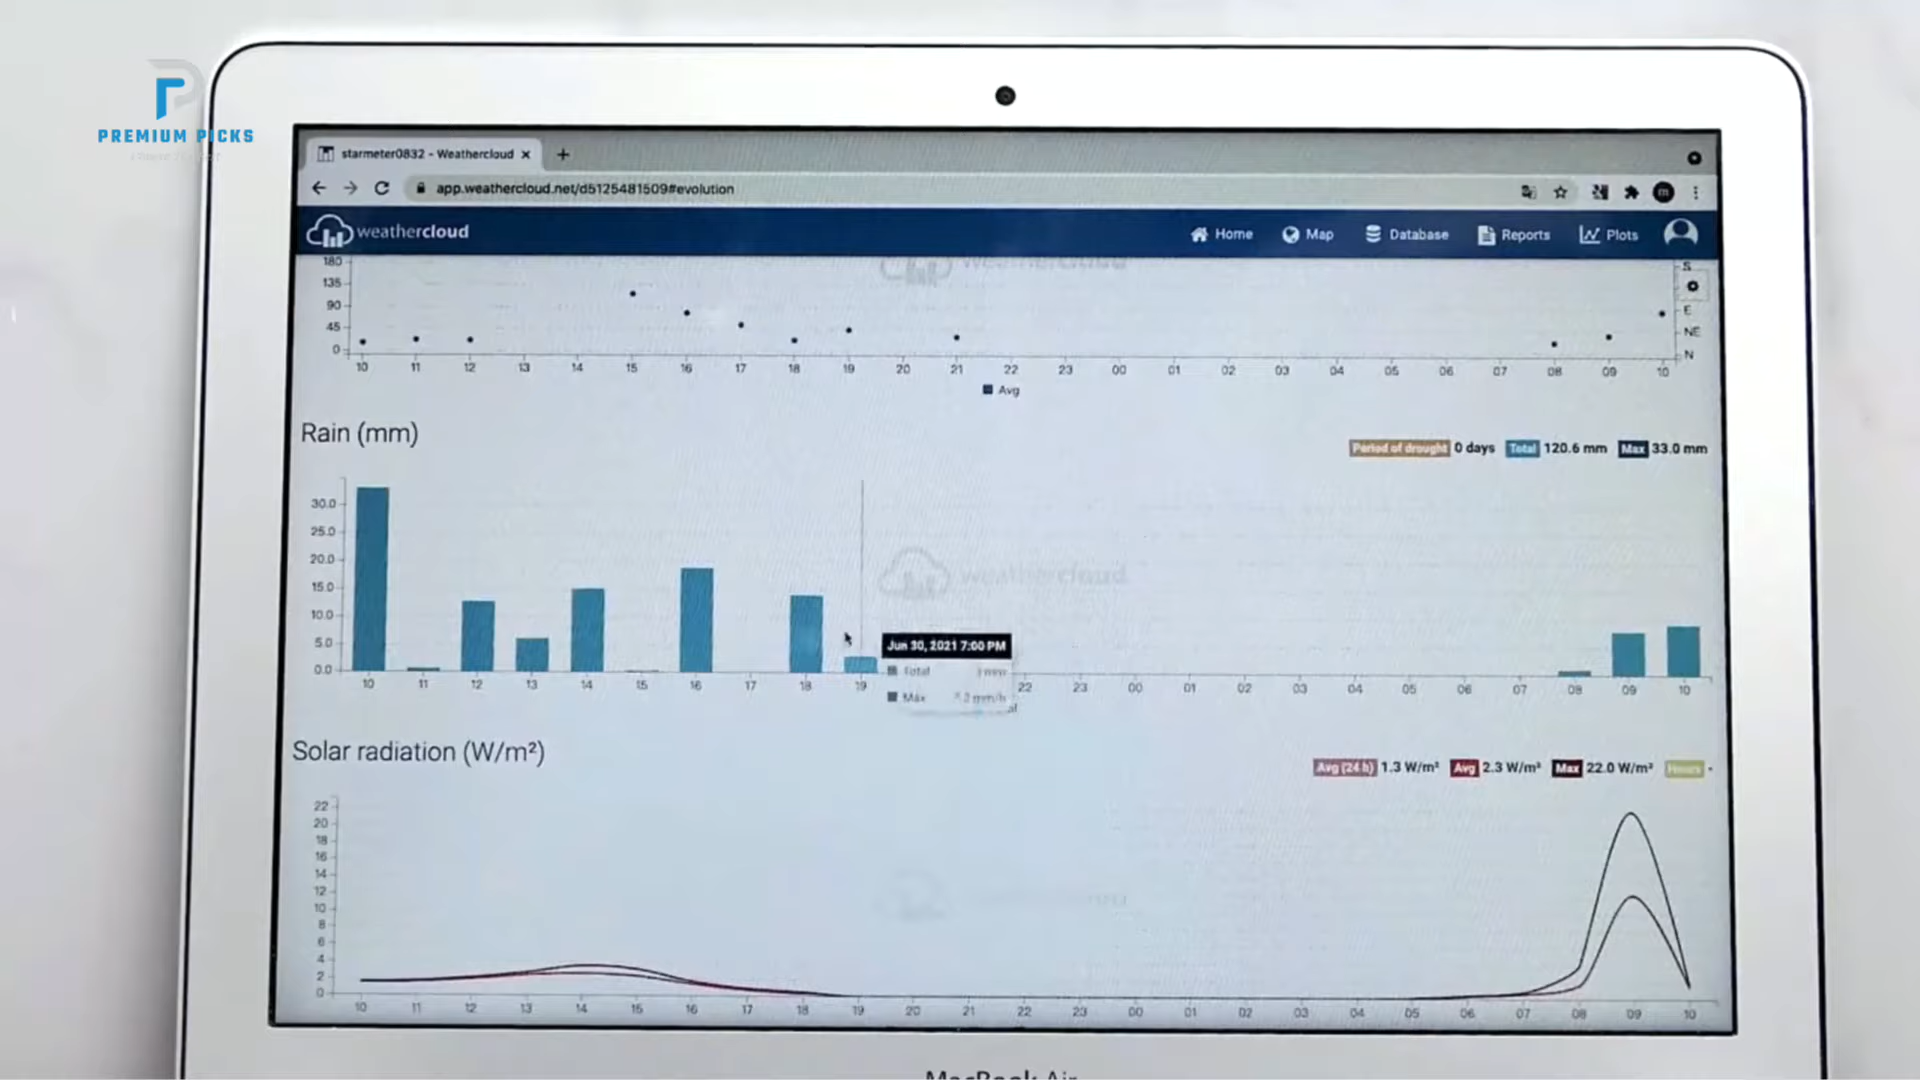 PREMIUM PICKS
starmeter0832 - Weathercloud
app.weathercloud.net/d5125481509#evolution
weathercloud
Home Map Database Reports Plots
weathercloud
180
135
90
45
0
S
E
NE
N
10 11 12 13 14 15 16 17 18 19 20 21 22 23 00 01 02 03 04 05 06 07 08 09 10
Avg
Rain (mm)
Period of drought 0 days Total 120.6 mm Max 33.0 mm
30.0
25.0
20.0
15.0
10.0
5.0
0.0
weathercloud
Jun 30, 2021 7:00 PM
Total
Max
10 11 12 13 14 15 16 17 18 19 22 23 00 01 02 03 04 05 06 07 08 09 10
Solar radiation (W/m²)
Avg (24 h) 1.3 W/m² Avg 2.3 W/m² Max 22.0 W/m² Hours -
22
20
18
16
14
12
10
8
6
4
2
0
10 11 12 13 14 15 16 17 18 19 20 21 22 23 00 01 02 03 04 05 06 07 08 09 10
MacBook Air